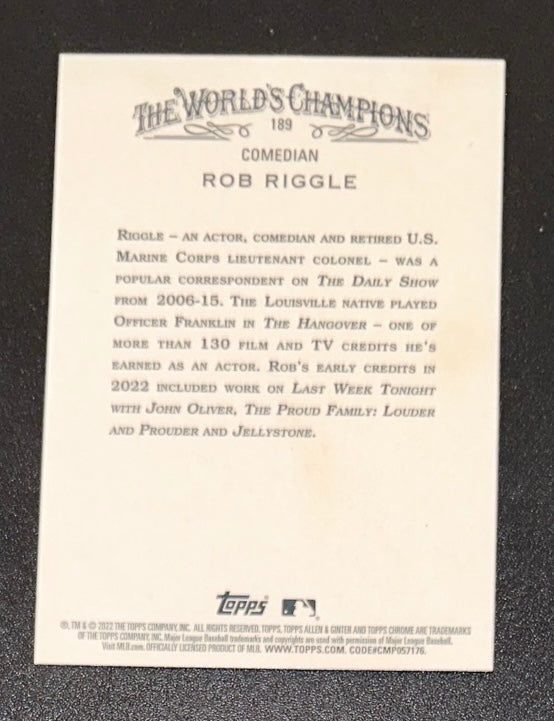 THE WORLD'S CHAMPIONS
189
COMEDIAN
ROB RIGGLE
RIGGLE – AN ACTOR, COMEDIAN AND RETIRED U.S.
MARINE CORPS LIEUTENANT COLONEL – WAS A
POPULAR CORRESPONDENT ON THE DAILY SHOW
FROM 2006-15. THE LOUISVILLE NATIVE PLAYED
OFFICER FRANKLIN IN THE HANGOVER – ONE OF
MORE THAN 130 FILM AND TV CREDITS HE'S
EARNED AS AN ACTOR. ROB'S EARLY CREDITS IN
2022 INCLUDED WORK ON LAST WEEK TONIGHT
WITH JOHN OLIVER, THE PROUD FAMILY: LOUDER
AND PROUDER AND JELLYSTONE.
Topps
®, TM & © 2022 THE TOPPS COMPANY, INC. ALL RIGHTS RESERVED. TOPPS, TOPPS ALLEN & GINTER AND TOPPS CHROME ARE TRADEMARKS
OF THE TOPPS COMPANY, INC. Major League Baseball trademarks and copyrights are used with permission of Major League Baseball.
Visit MLB.com. OFFICIALLY LICENSED PRODUCT OF MLB. WWW.TOPPS.COM. CODE#CMP057176.